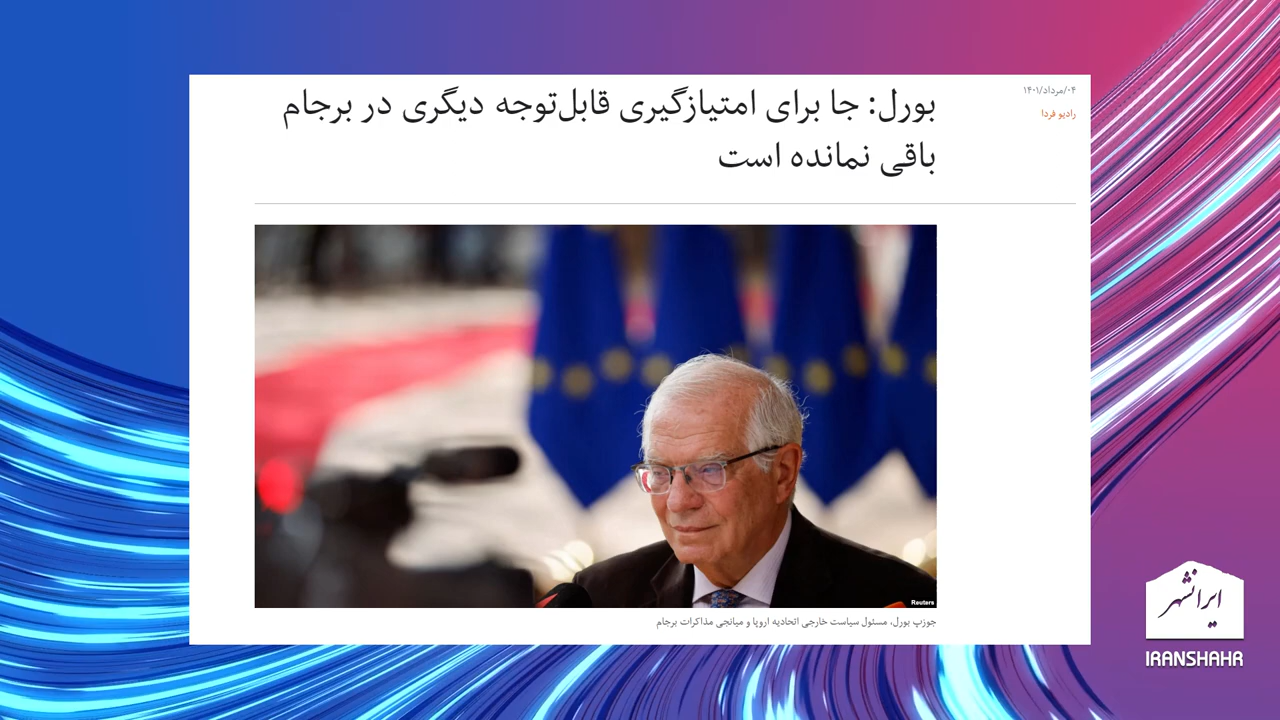 ۰۴/مرداد/۱۴۰۱
رادیو فردا
بورل: جا برای امتیازگیری قابل‌توجه دیگری در برجام
باقی نمانده است
Reuters
جوزپ بورل، مسئول سیاست خارجی اتحادیه اروپا و میانجی مذاکرات برجام
ایرانشهر
IRANSHAHR